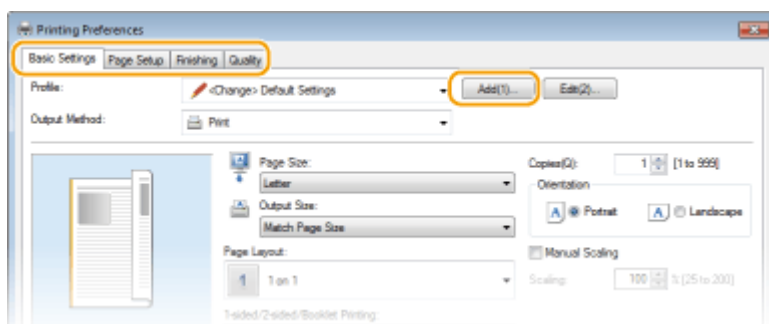 Printing Preferences
Basic Settings Page Setup Finishing Quality
Profile: <Change> Default Settings Add(1)... Edit(2)...
Output Method: Print
Page Size: Copies(Q): 1 [1 to 999]
Letter Orientation
Output Size: A Portrait A Landscape
Match Page Size
Page Layout: Manual Scaling
1 1 on 1 Scaling: 100 % [25 to 200]
1-sided/2-sided/Booklet Printing: